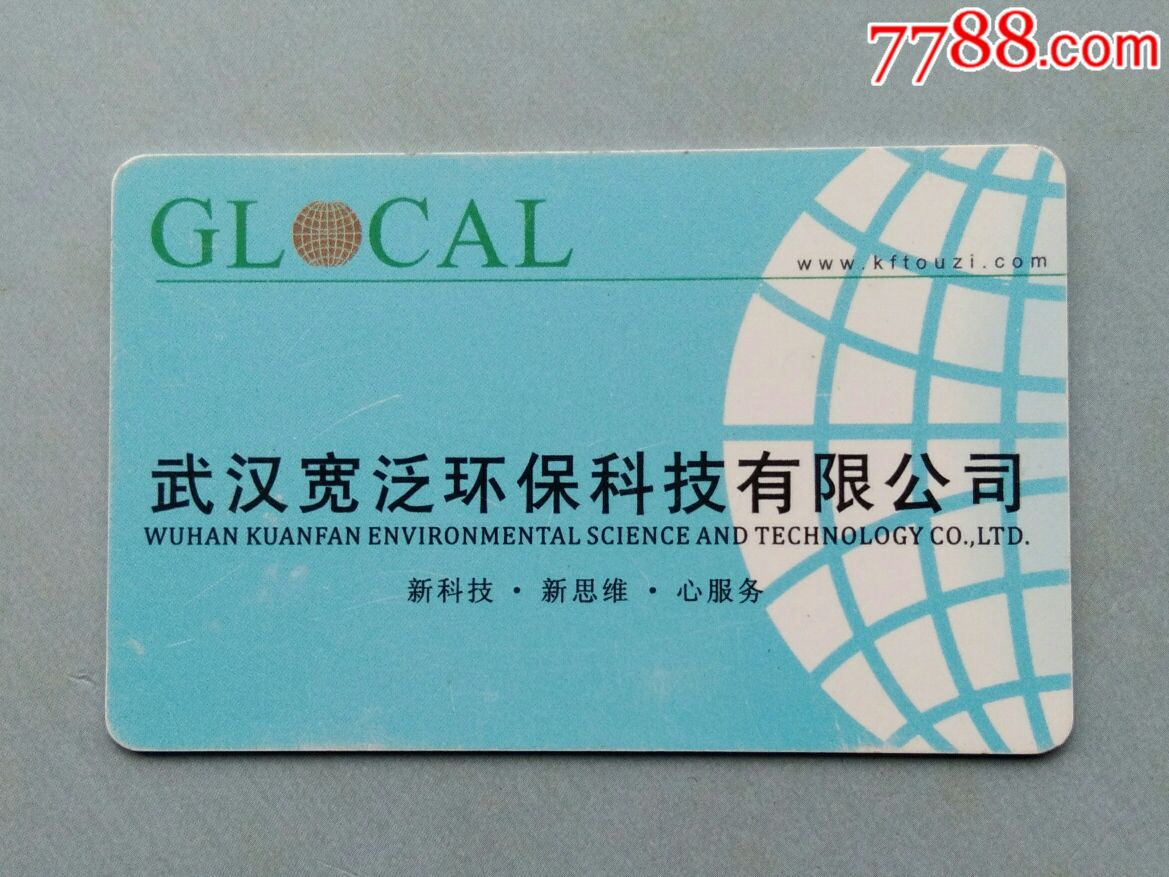 7788.com
GLOCAL
www.kftouzi.com
武汉宽泛环保科技有限公司
WUHAN KUANFAN ENVIRONMENTAL SCIENCE AND TECHNOLOGY CO.,LTD.
新科技·新思维·心服务